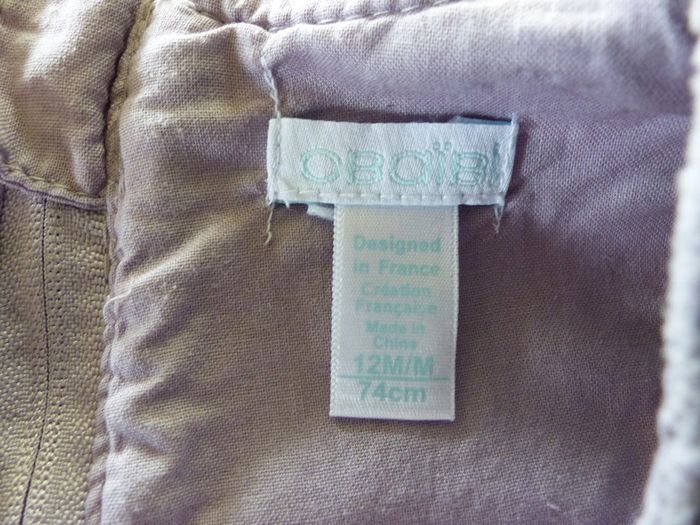 obaïbi
Designed
in France
Création
Française
Made in
China
12M/M
74cm